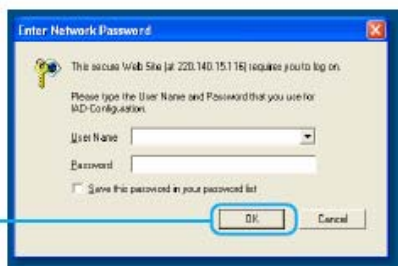 Enter Network Password
This secure Web Site (at 220.140.15.116) requires you to log on.
Please type the User Name and Password that you use for
IAD-Configuration.
User Name
Password
Save this password in your password list
OK
Cancel